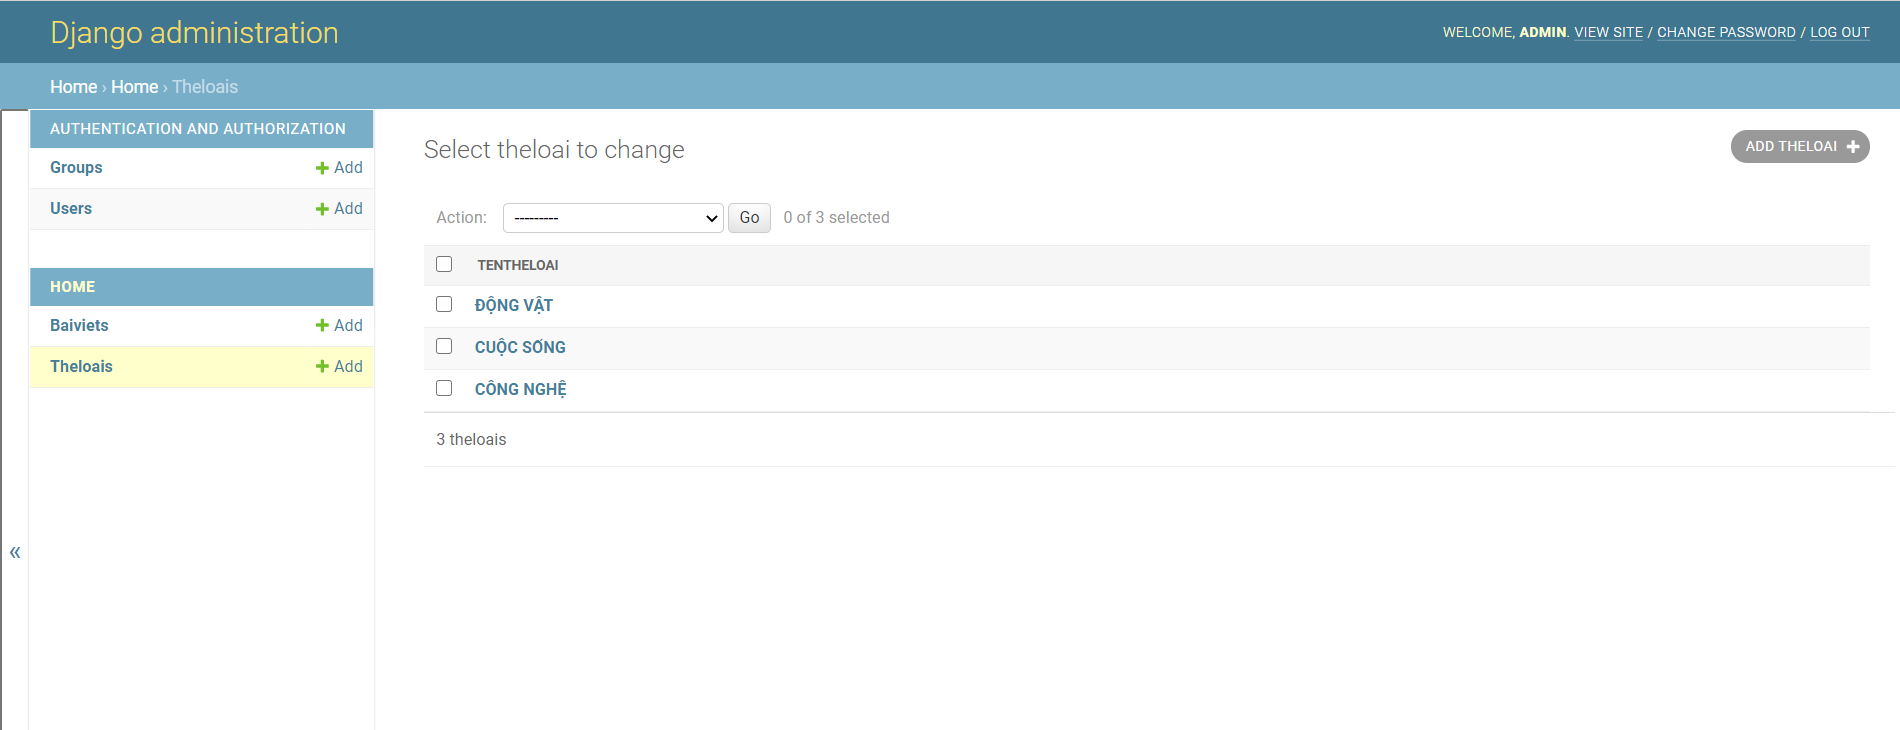 Django administration
WELCOME, ADMIN. VIEW SITE / CHANGE PASSWORD / LOG OUT
Home › Home › Theloais
AUTHENTICATION AND AUTHORIZATION
Groups + Add
Users + Add
HOME
Baiviets + Add
Theloais + Add
«
Select theloai to change
ADD THELOAI +
Action: --------- Go 0 of 3 selected
TENTHELOAI
ĐỘNG VẬT
CUỘC SỐNG
CÔNG NGHỆ
3 theloais